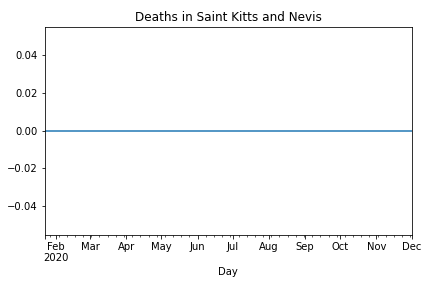 Deaths in Saint Kitts and Nevis
0.04
0.02
0.00
−0.02
−0.04
Feb Mar Apr May Jun Jul Aug Sep Oct Nov Dec
2020
Day